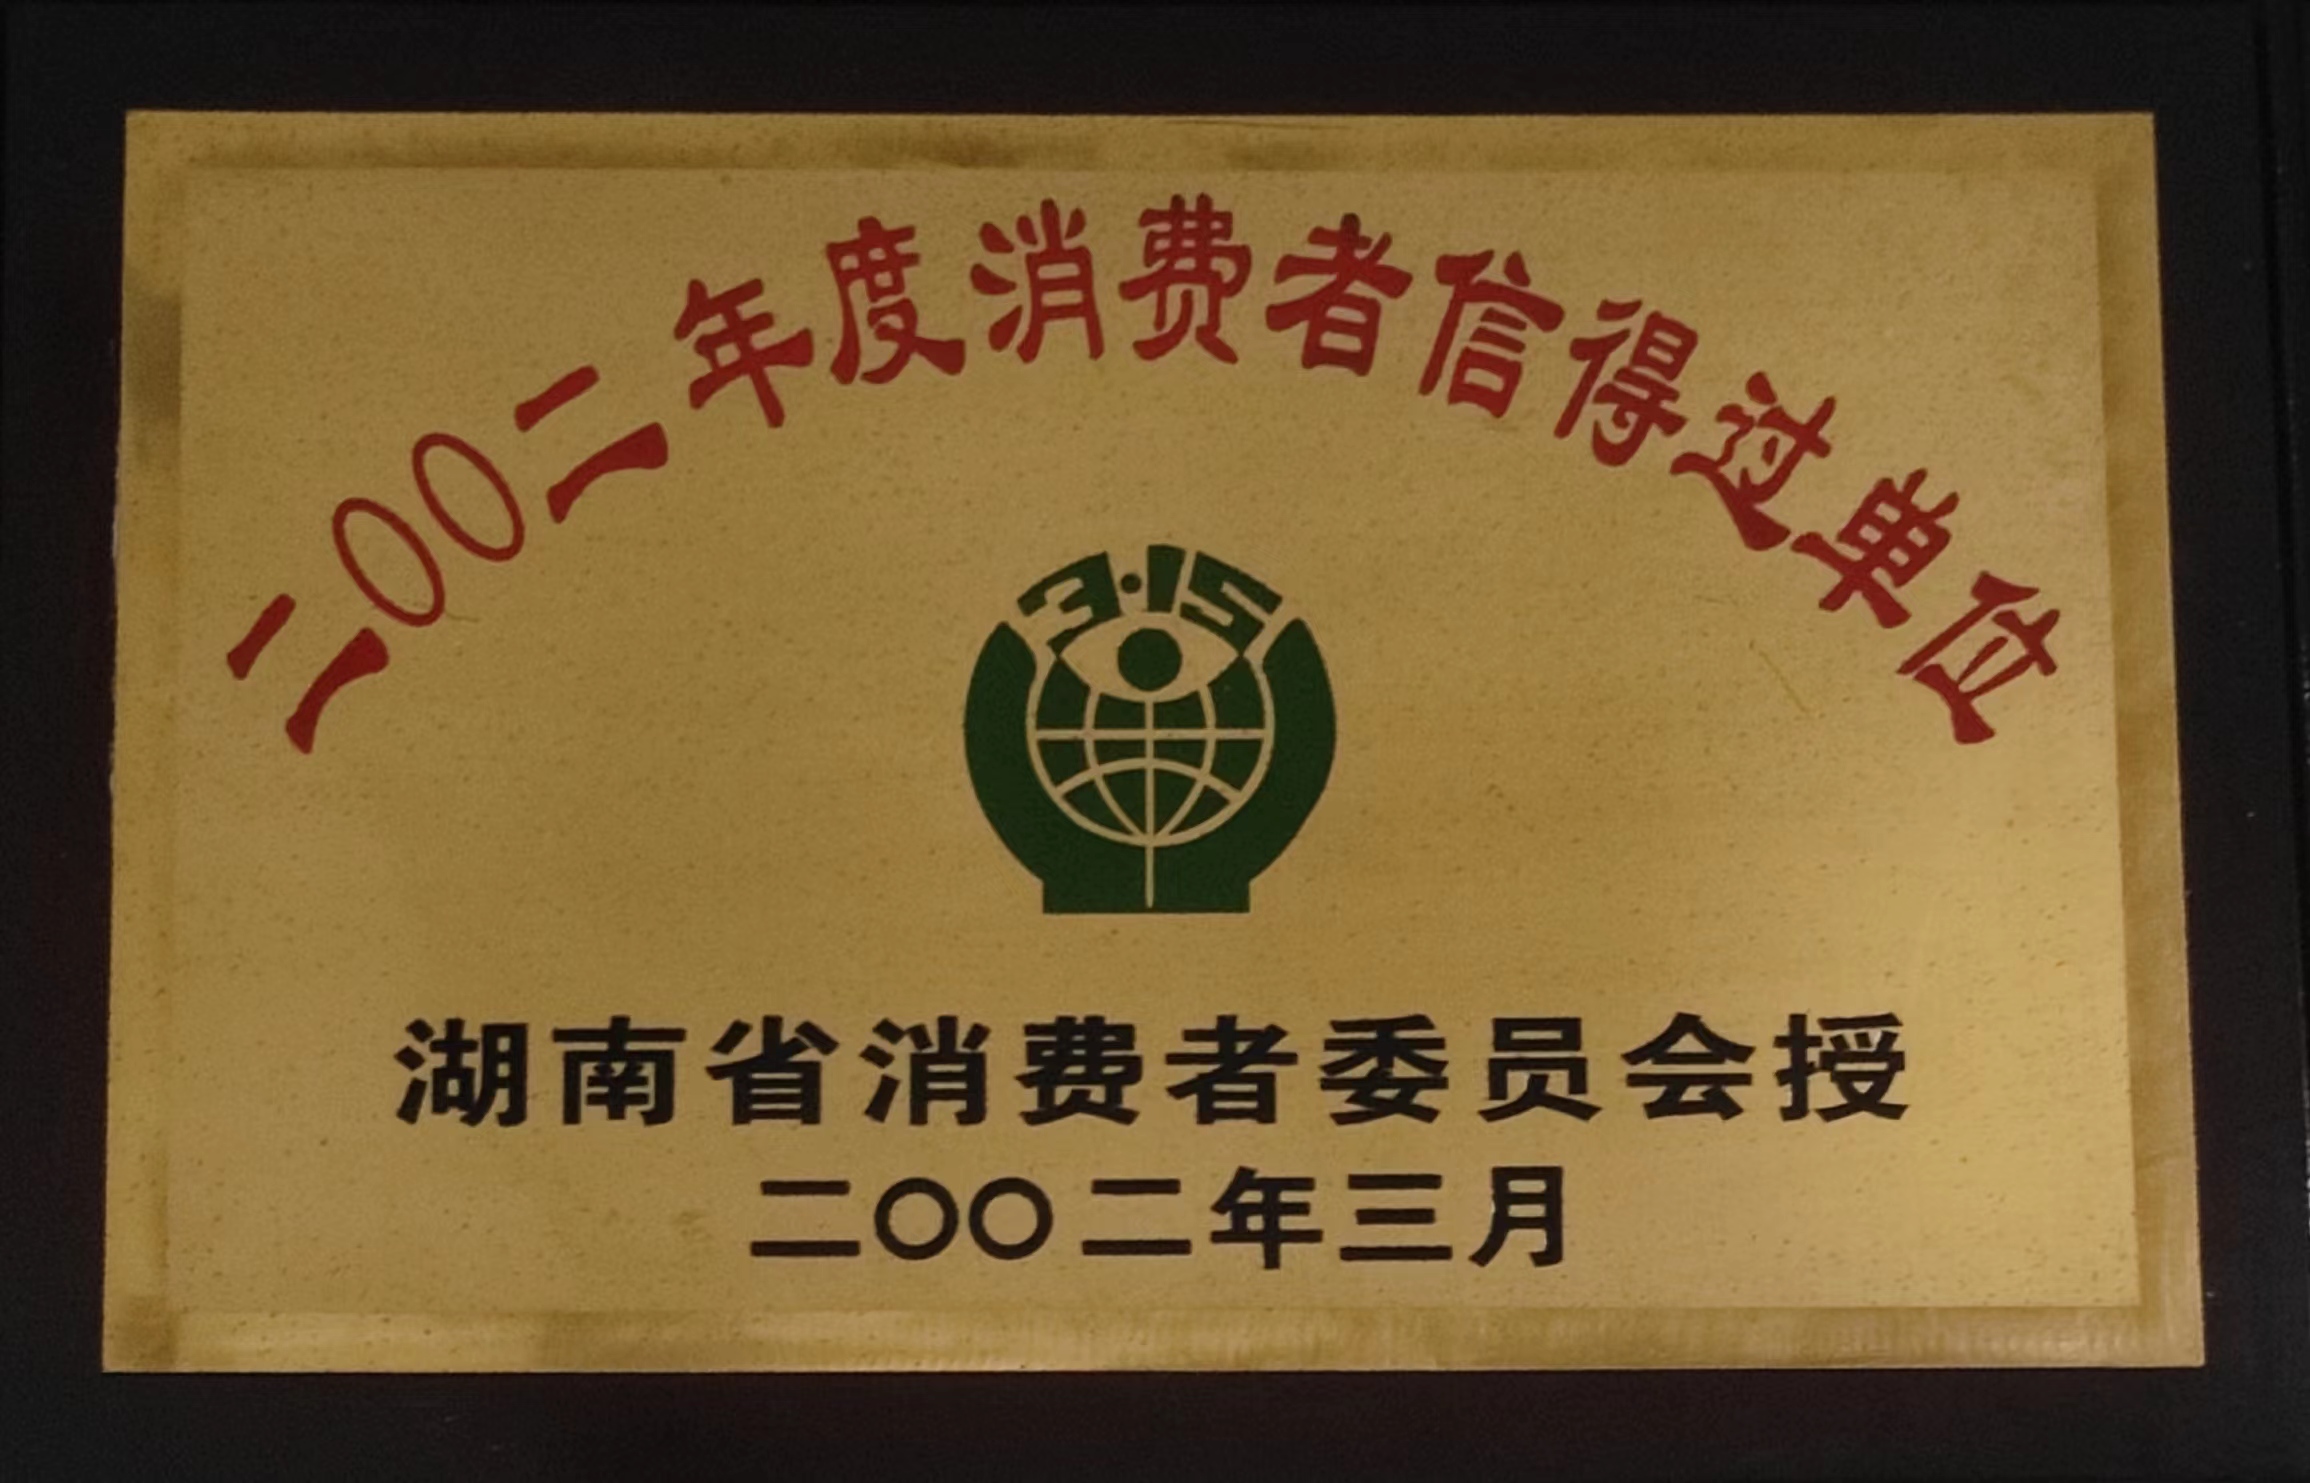 二〇〇二年度消费者信得过单位
3·15
湖南省消费者委员会授
二〇〇二年三月